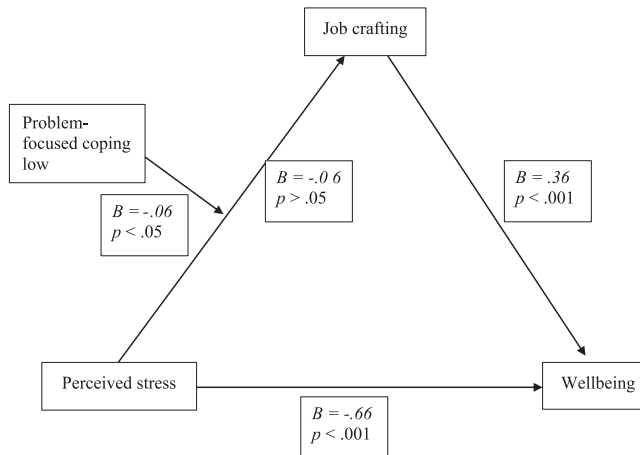 Job crafting
Problem-
focused coping
low
B = -.0 6
p > .05
B = .36
p < .001
B = -.06
p < .05
Perceived stress
Wellbeing
B = -.66
p < .001